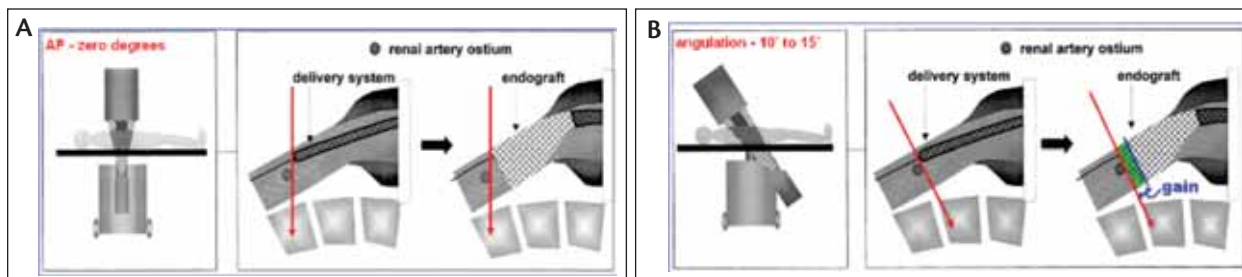 A
AP - zero degrees
@ renal artery ostium
delivery system
endograft
B
angulation - 10° to 15°
@ renal artery ostium
delivery system
endograft
gain